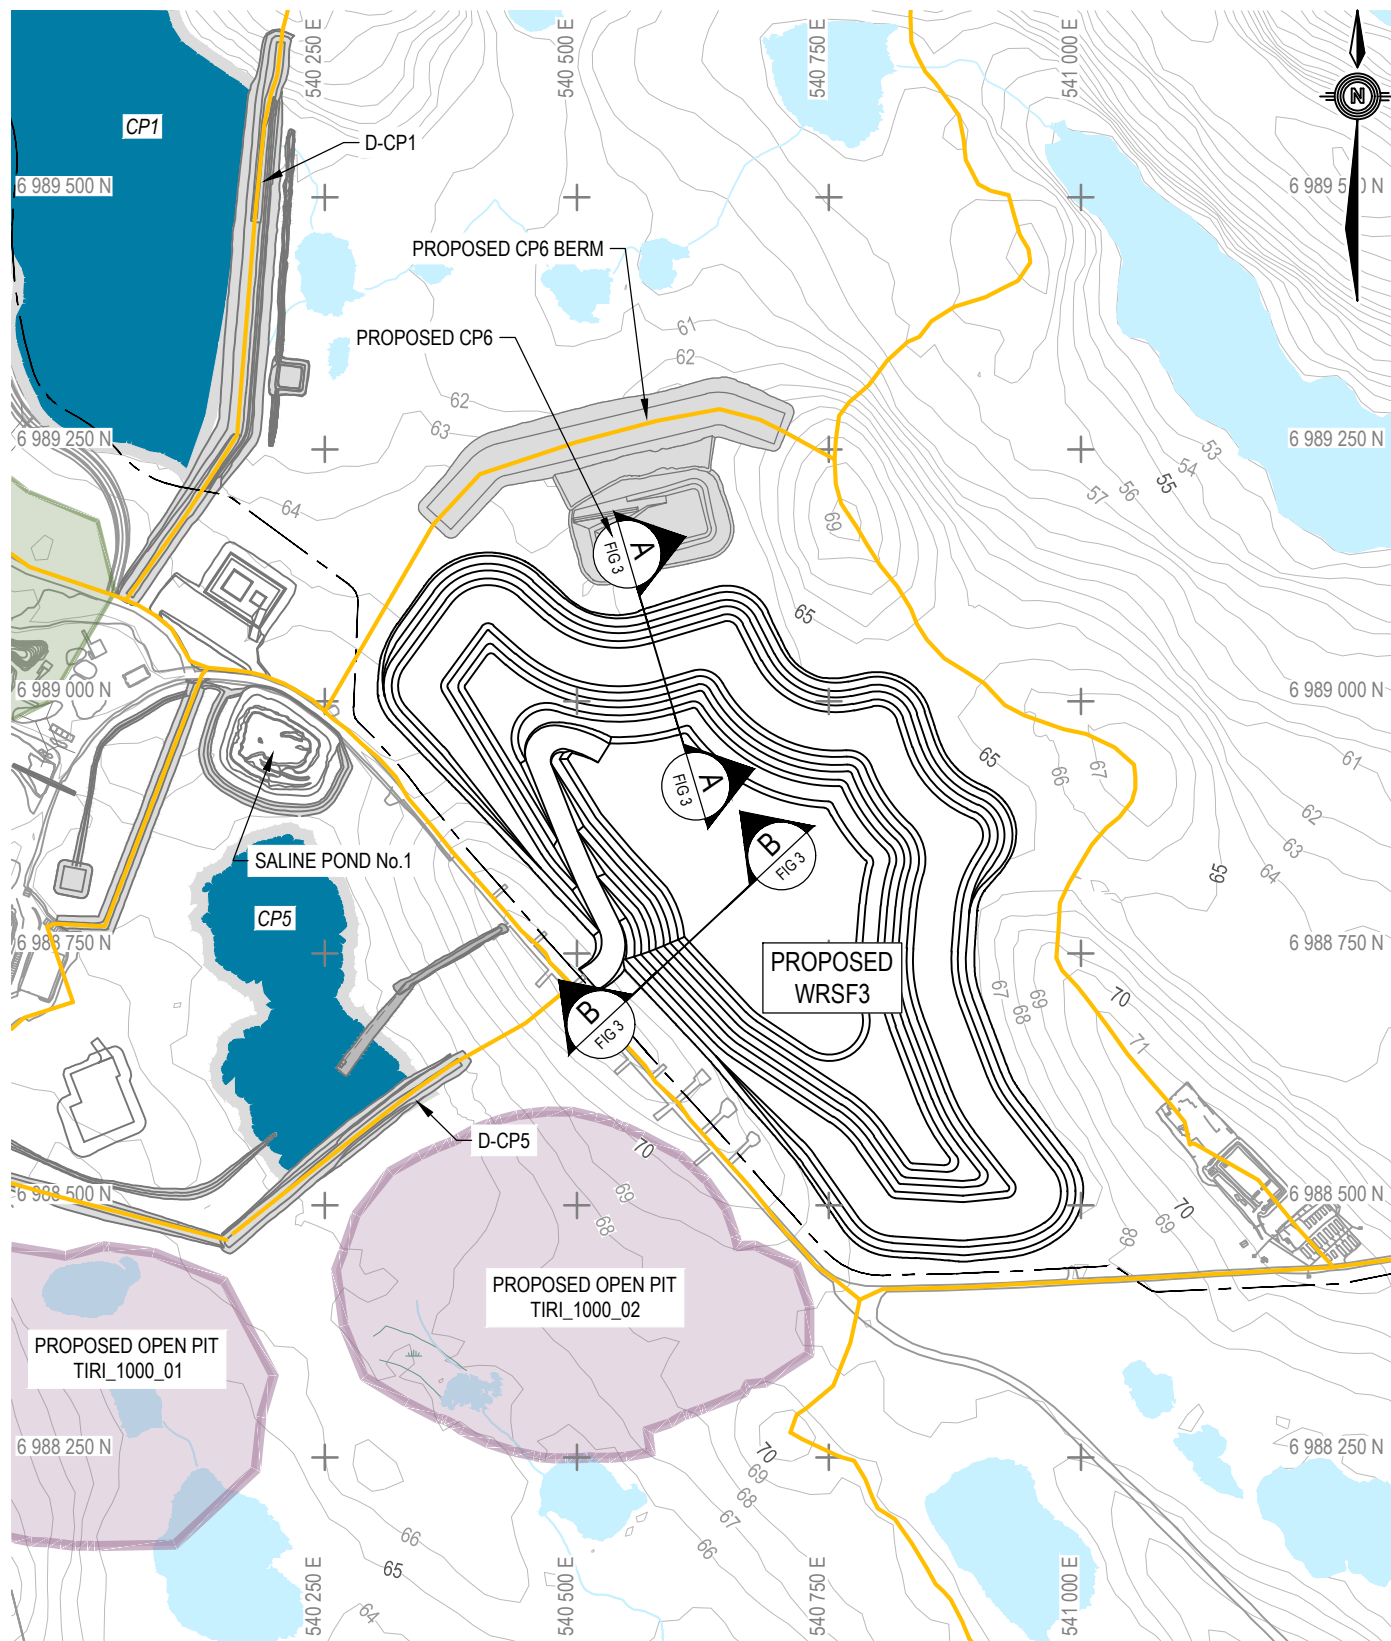 540 250 E
540 500 E
540 750 E
541 000 E
N
CP1
D-CP1
6 989 500 N
6 989 5 0 N
PROPOSED CP6 BERM
PROPOSED CP6
61
62
62
63
6 989 250 N
6 989 250 N
53
54
55
56
57
64
69
A
FIG 3
65
6 989 000 N
6 989 000 N
65
66
67
61
62
63
64
65
A
FIG 3
B
FIG 3
SALINE POND No.1
CP5
6 988 750 N
6 988 750 N
PROPOSED
WRSF3
67
68
69
70
71
B
FIG 3
D-CP5
70
69
68
6 988 500 N
6 988 500 N
68
69
70
PROPOSED OPEN PIT
TIRI_1000_02
PROPOSED OPEN PIT
TIRI_1000_01
6 988 250 N
6 988 250 N
70
69
68
67
66
66
65
64
540 250 E
540 500 E
540 750 E
541 000 E